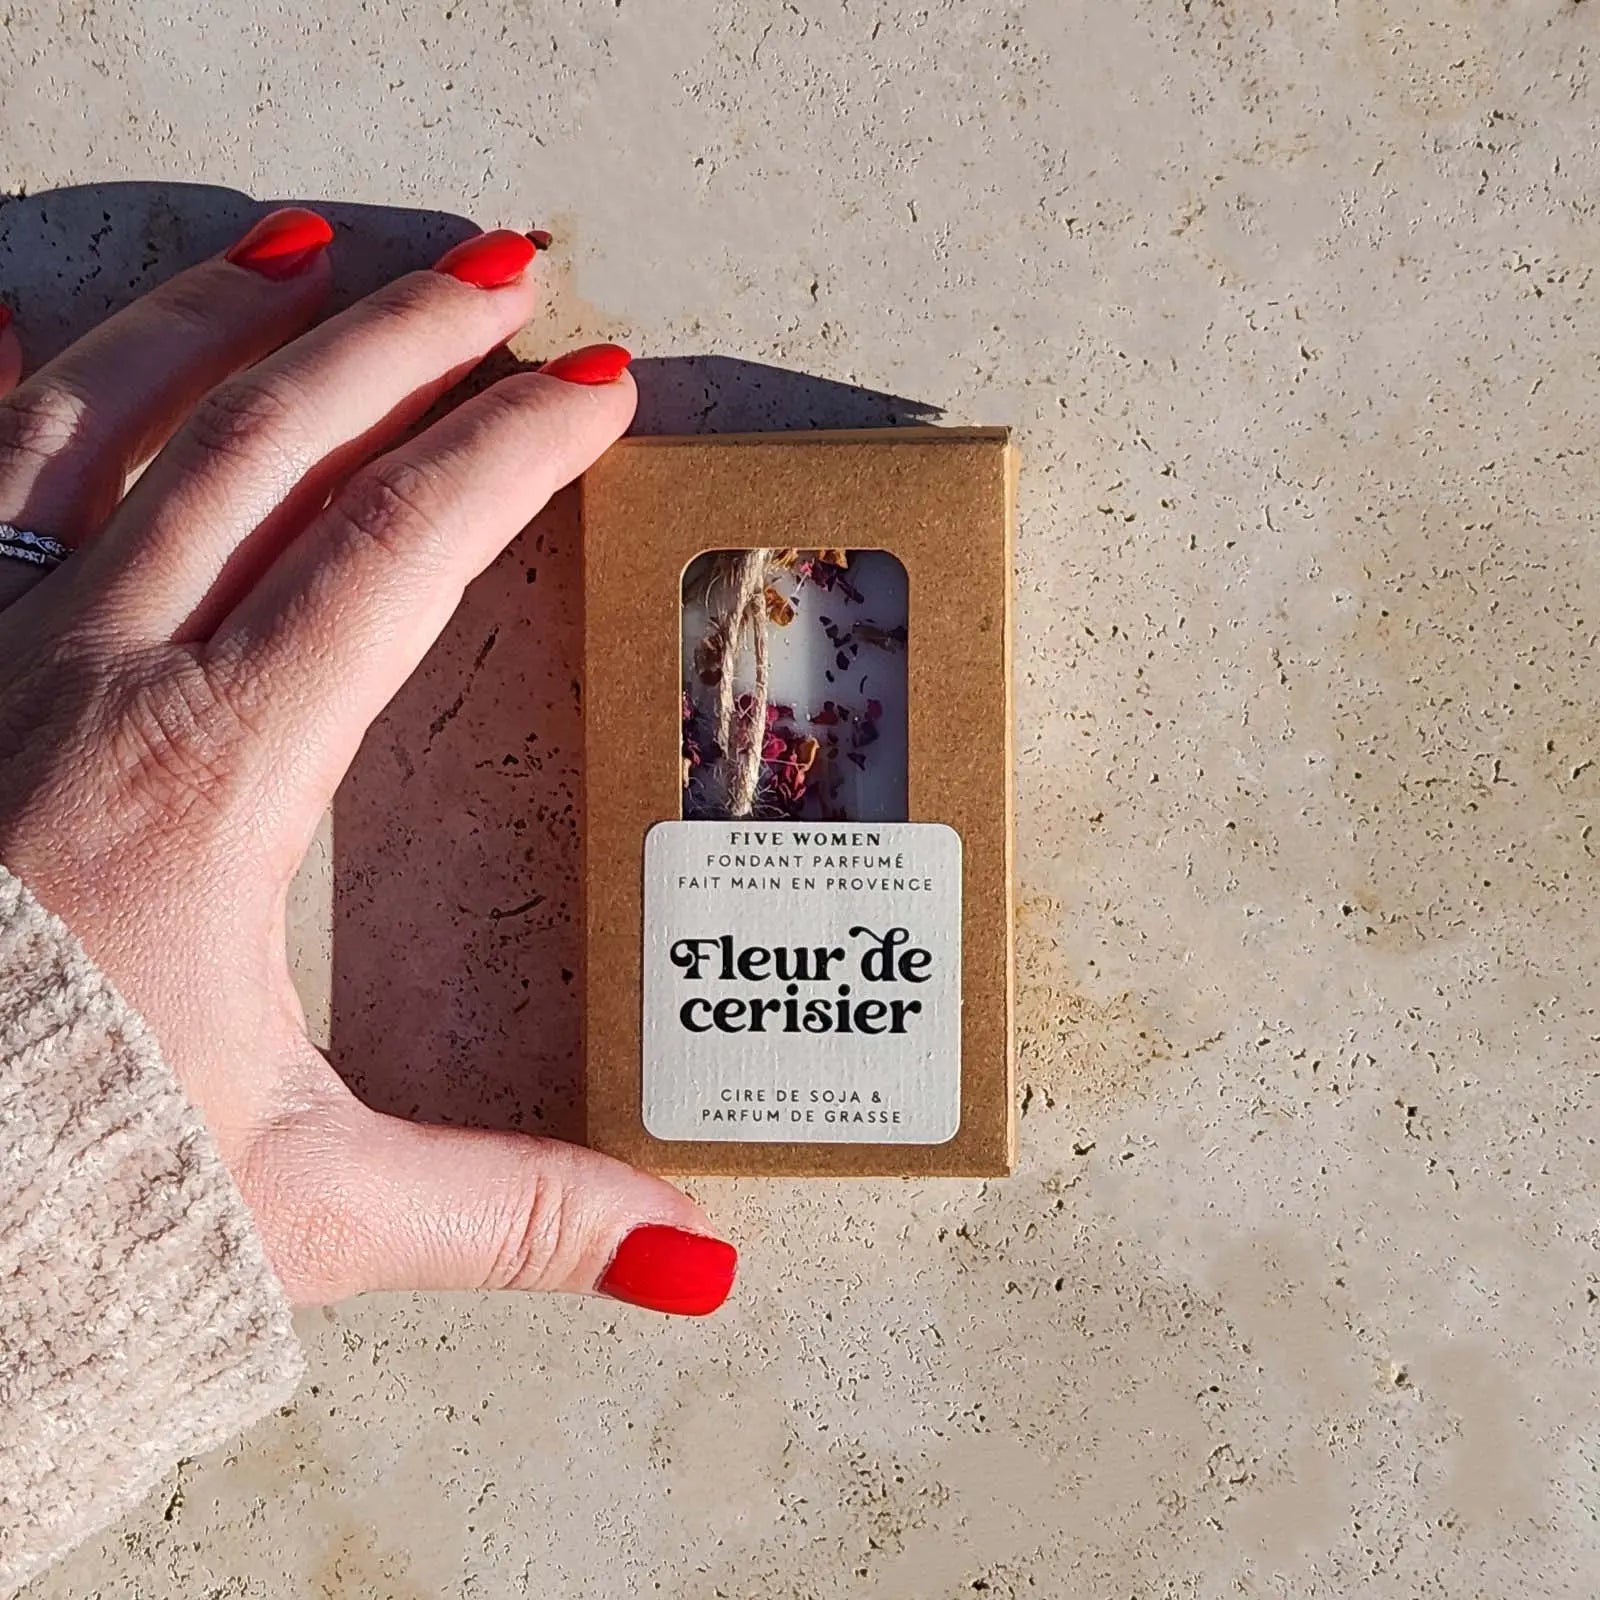 FIVE WOMEN
FONDANT PARFUMÉ
FAIT MAIN EN PROVENCE
Fleur de
cerisier
CIRE DE SOJA &
PARFUM DE GRASSE